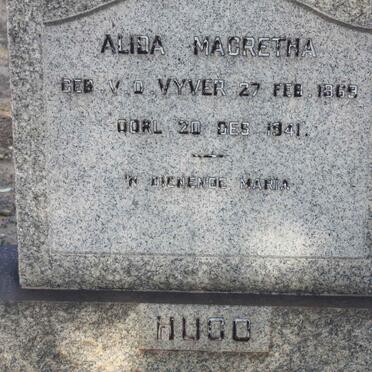 ALIDA MAGRETHA
GEB V. D. VYVER 27 FEB. 1869
OORL 20 DES 1941.
'N DIENENDE MARIA
HUGO